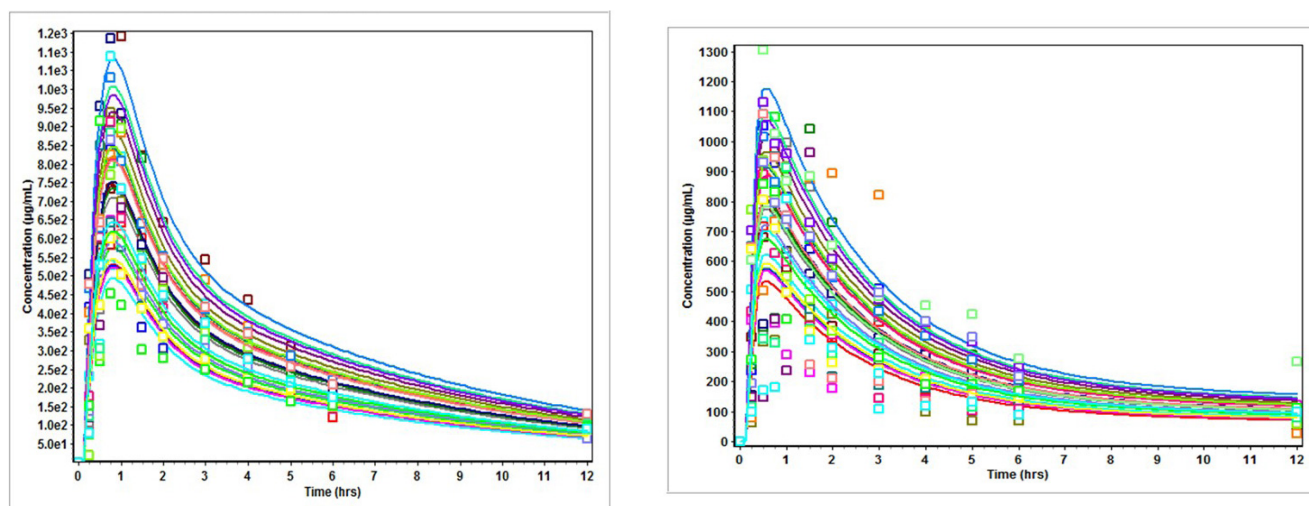 1.2e3
1.1e3
1.1e3
1.0e3
9.5e2
9.0e2
8.5e2
8.0e2
7.5e2
7.0e2
6.5e2
6.0e2
5.5e2
5.0e2
4.5e2
4.0e2
3.5e2
3.0e2
2.5e2
2.0e2
1.5e2
1.0e2
5.0e1
Concentration (µg/mL)
0 1 2 3 4 5 6 7 8 9 10 11 12
Time (hrs)
1300
1200
1100
1000
900
800
700
600
500
400
300
200
100
0
Concentration (µg/mL)
0 1 2 3 4 5 6 7 8 9 10 11 12
Time (hrs)